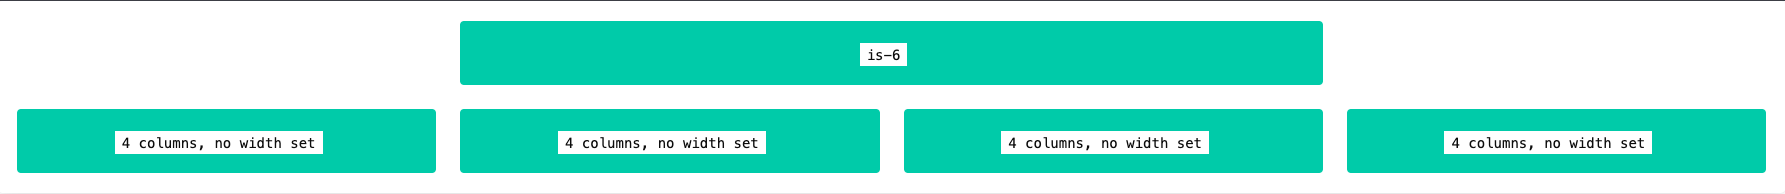 is-6
4 columns, no width set
4 columns, no width set
4 columns, no width set
4 columns, no width set